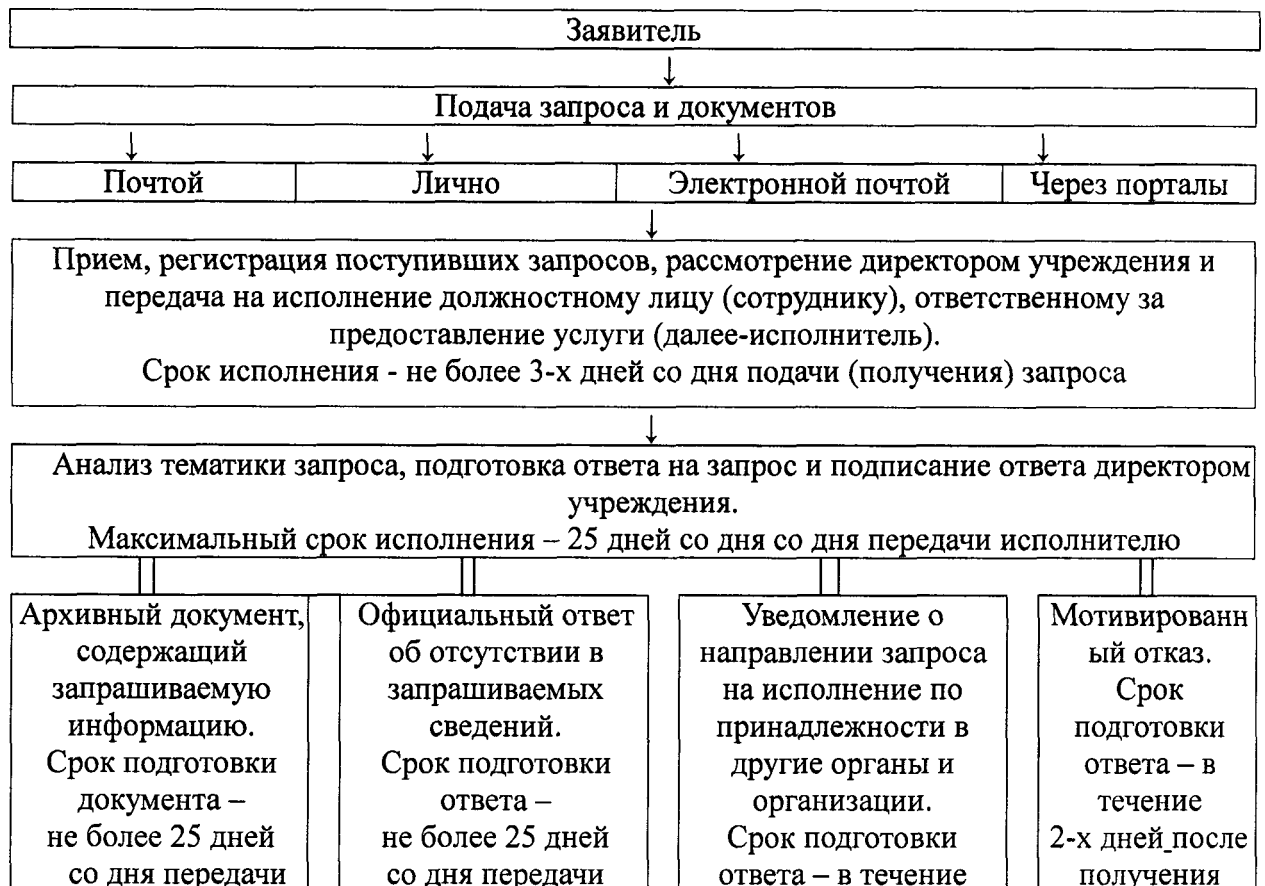 Заявитель
↓
Подача запроса и документов
↓ ↓ ↓ ↓
Почтой Лично Электронной почтой Через порталы
↓
Прием, регистрация поступивших запросов, рассмотрение директором учреждения и
передача на исполнение должностному лицу (сотруднику), ответственному за
предоставление услуги (далее-исполнитель).
Срок исполнения - не более 3-х дней со дня подачи (получения) запроса
↓
Анализ тематики запроса, подготовка ответа на запрос и подписание ответа директором
учреждения.
Максимальный срок исполнения – 25 дней со дня со дня передачи исполнителю
Архивный документ,
содержащий
запрашиваемую
информацию.
Срок подготовки
документа –
не более 25 дней
со дня передачи
Официальный ответ
об отсутствии в
запрашиваемых
сведений.
Срок подготовки
ответа –
не более 25 дней
со дня передачи
Уведомление о
направлении запроса
на исполнение по
принадлежности в
другие органы и
организации.
Срок подготовки
ответа – в течение
Мотивированн
ый отказ.
Срок
подготовки
ответа – в
течение
2-х дней после
получения